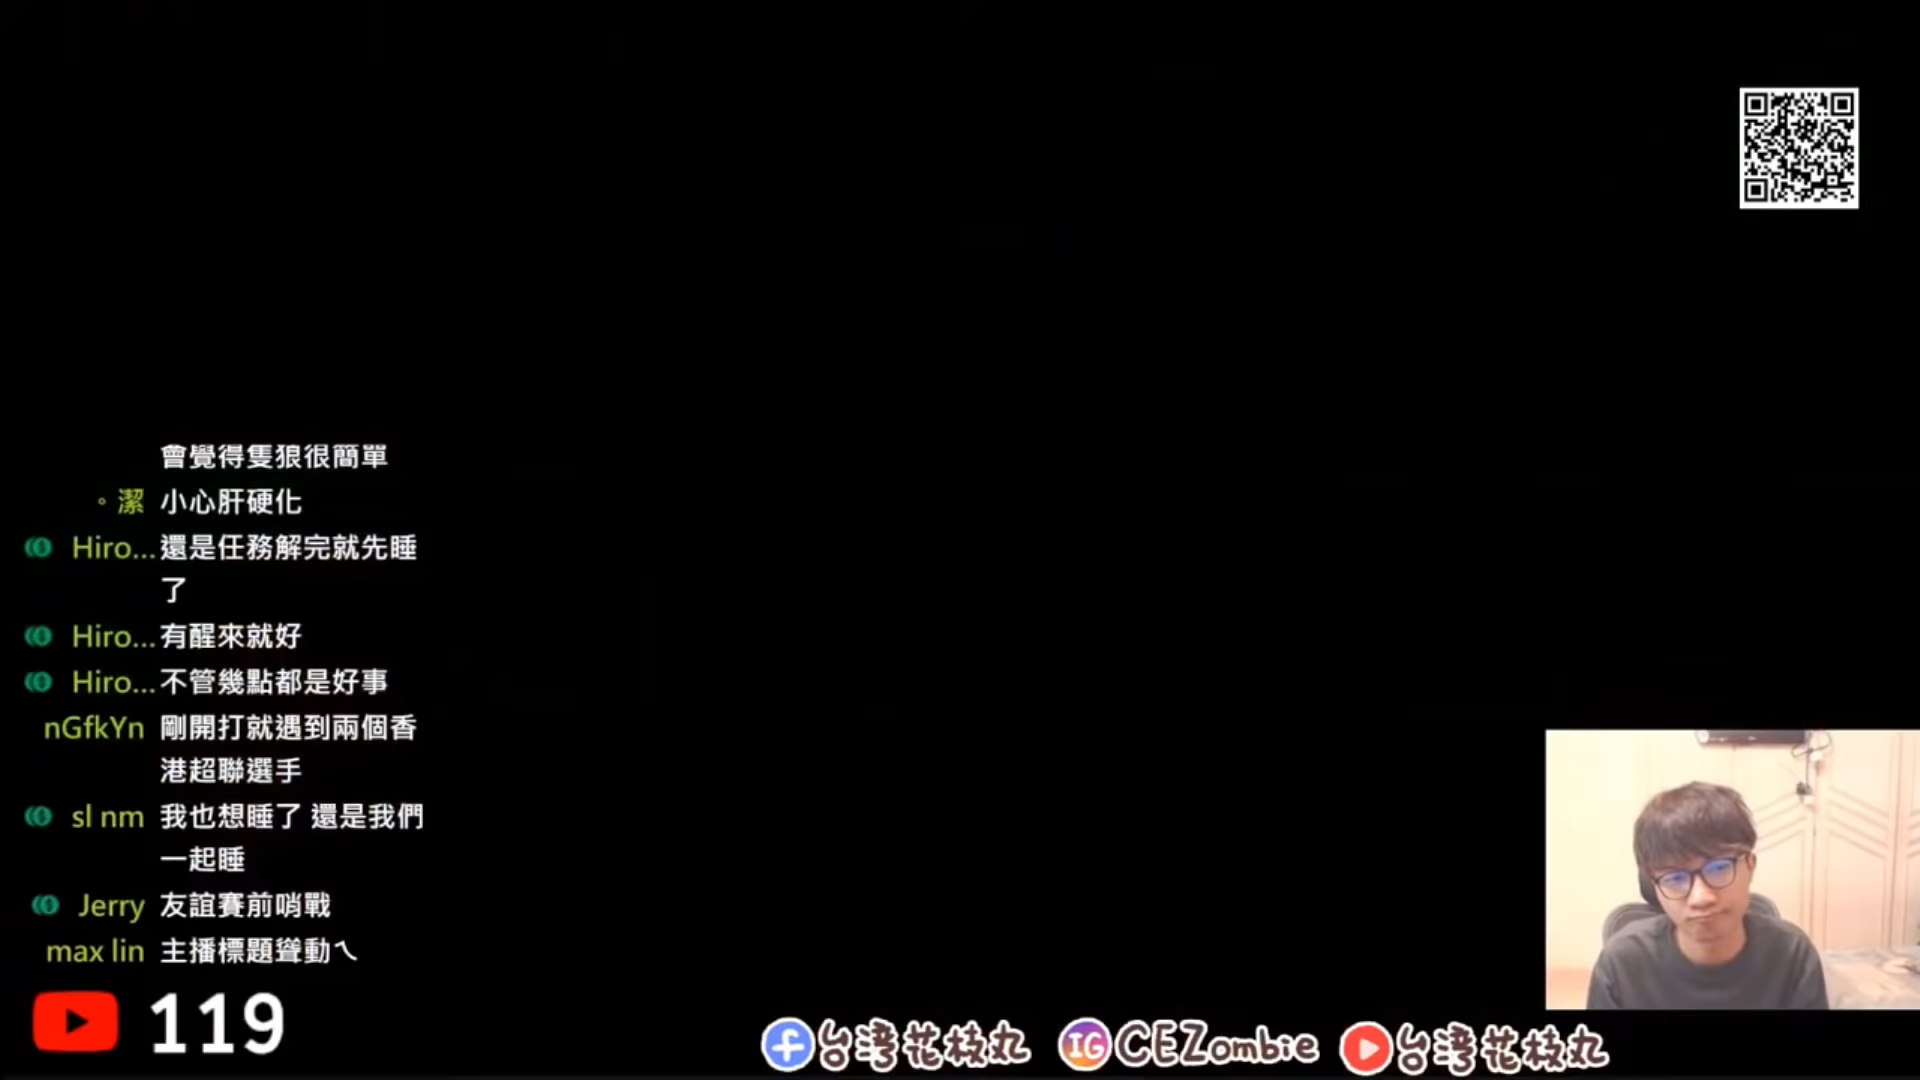 會覺得隻狼很簡單
。潔 小心肝硬化
Hiro... 還是任務解完就先睡
了
Hiro... 有醒來就好
Hiro... 不管幾點都是好事
nGfkYn 剛開打就遇到兩個香
港超聯選手
sl nm 我也想睡了 還是我們
一起睡
Jerry 友誼賽前哨戰
max lin 主播標題聳動ㄟ
119
台灣花枝丸 IG CEZombie 台灣花枝丸